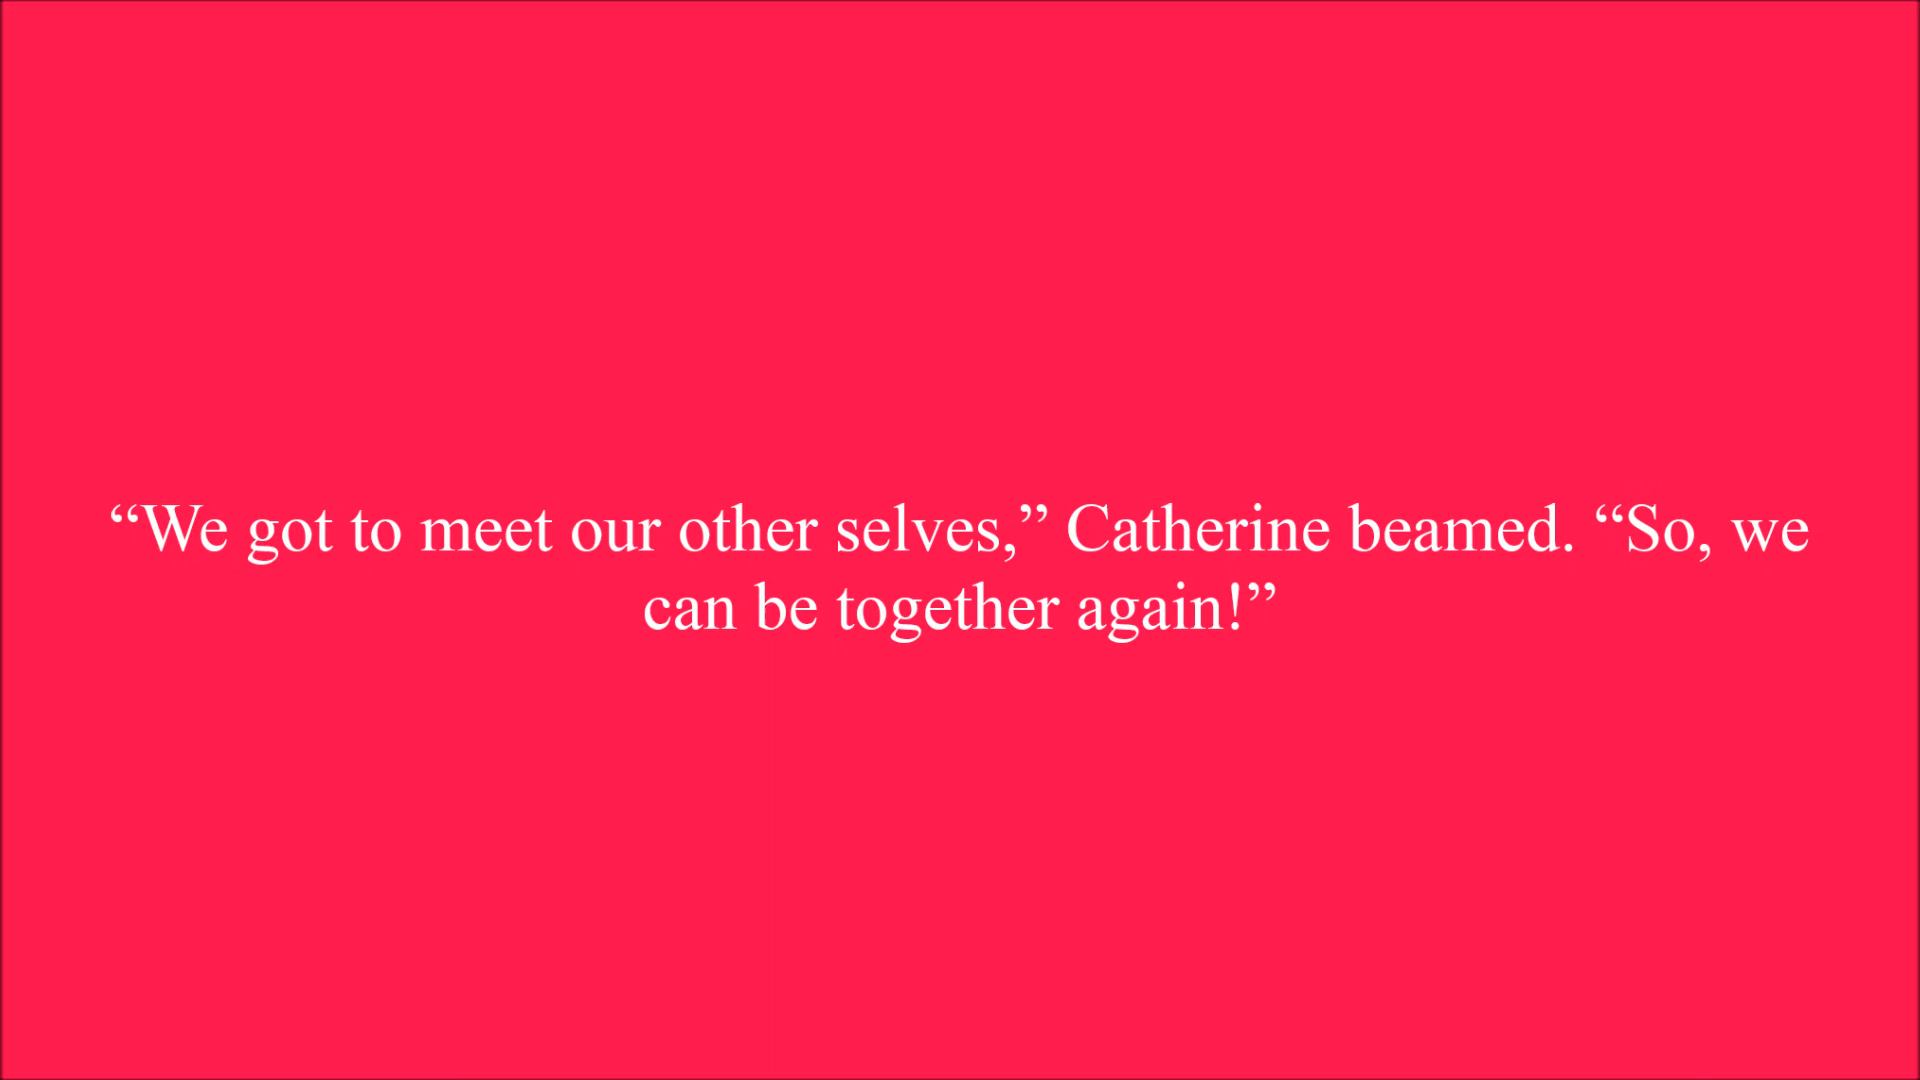 “We got to meet our other selves,” Catherine beamed. “So, we
can be together again!”